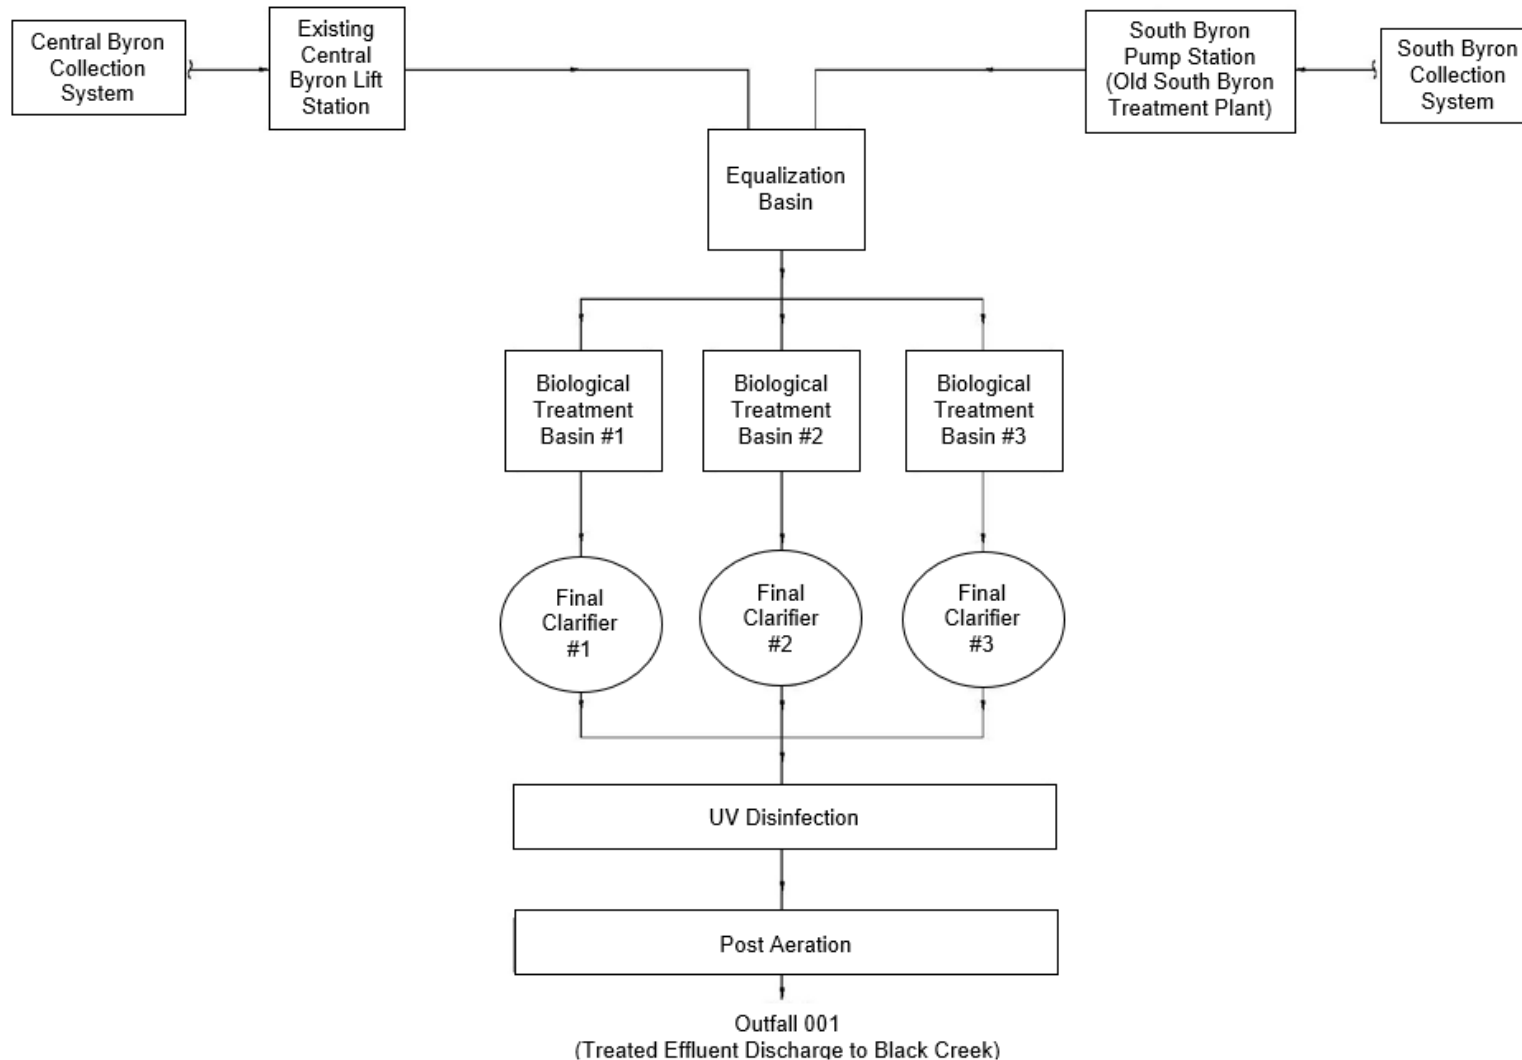 Central Byron
Collection
System
Existing
Central
Byron Lift
Station
South Byron
Pump Station
(Old South Byron
Treatment Plant)
South Byron
Collection
System
Equalization
Basin
Biological
Treatment
Basin #1
Biological
Treatment
Basin #2
Biological
Treatment
Basin #3
Final
Clarifier
#1
Final
Clarifier
#2
Final
Clarifier
#3
UV Disinfection
Post Aeration
Outfall 001
(Treated Effluent Discharge to Black Creek)